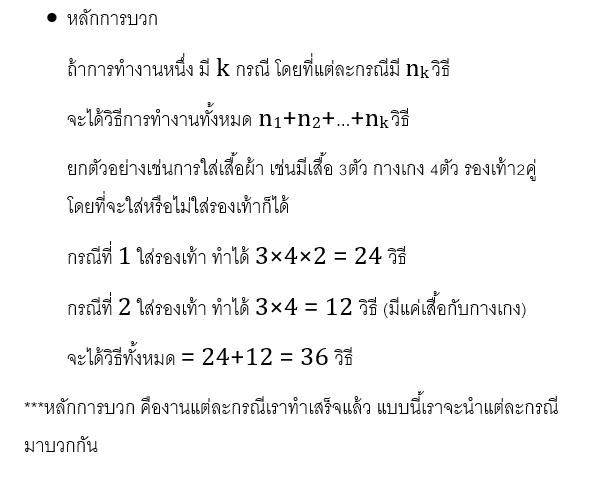 • หลักการบวก
ถ้าการทำงานหนึ่ง มี k กรณี โดยที่แต่ละกรณีมี nₖวิธี
จะได้วิธีการทำงานทั้งหมด n₁+n₂+...+nₖวิธี
ยกตัวอย่างเช่นการใส่เสื้อผ้า เช่นมีเสื้อ 3ตัว กางเกง 4ตัว รองเท้า2คู่
โดยที่จะใส่หรือไม่ใส่รองเท้าก็ได้
กรณีที่ 1 ใส่รองเท้า ทำได้ 3×4×2 = 24 วิธี
กรณีที่ 2 ใส่รองเท้า ทำได้ 3×4 = 12 วิธี (มีแค่เสื้อกับกางเกง)
จะได้วิธีทั้งหมด = 24+12 = 36 วิธี
***หลักการบวก คืองานแต่ละกรณีเราทำเสร็จแล้ว แบบนี้เราจะนำแต่ละกรณี
มาบวกกัน